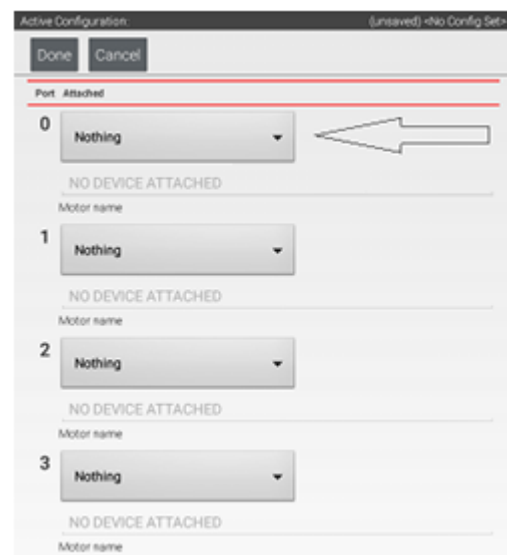 Active Configuration: (unsaved) <No Config Set>
Done Cancel
Port Attached
0 Nothing
NO DEVICE ATTACHED
Motor name
1 Nothing
NO DEVICE ATTACHED
Motor name
2 Nothing
NO DEVICE ATTACHED
Motor name
3 Nothing
NO DEVICE ATTACHED
Motor name